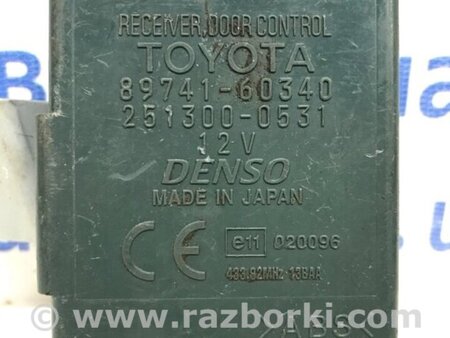 RECEIVER,DOOR CONTROL
TOYOTA
89741-60340
251300-0531
12V
DENSO
MADE IN JAPAN
CE e11 020096
433.92MHz 13BAA
>ABS<
www.razborki.com